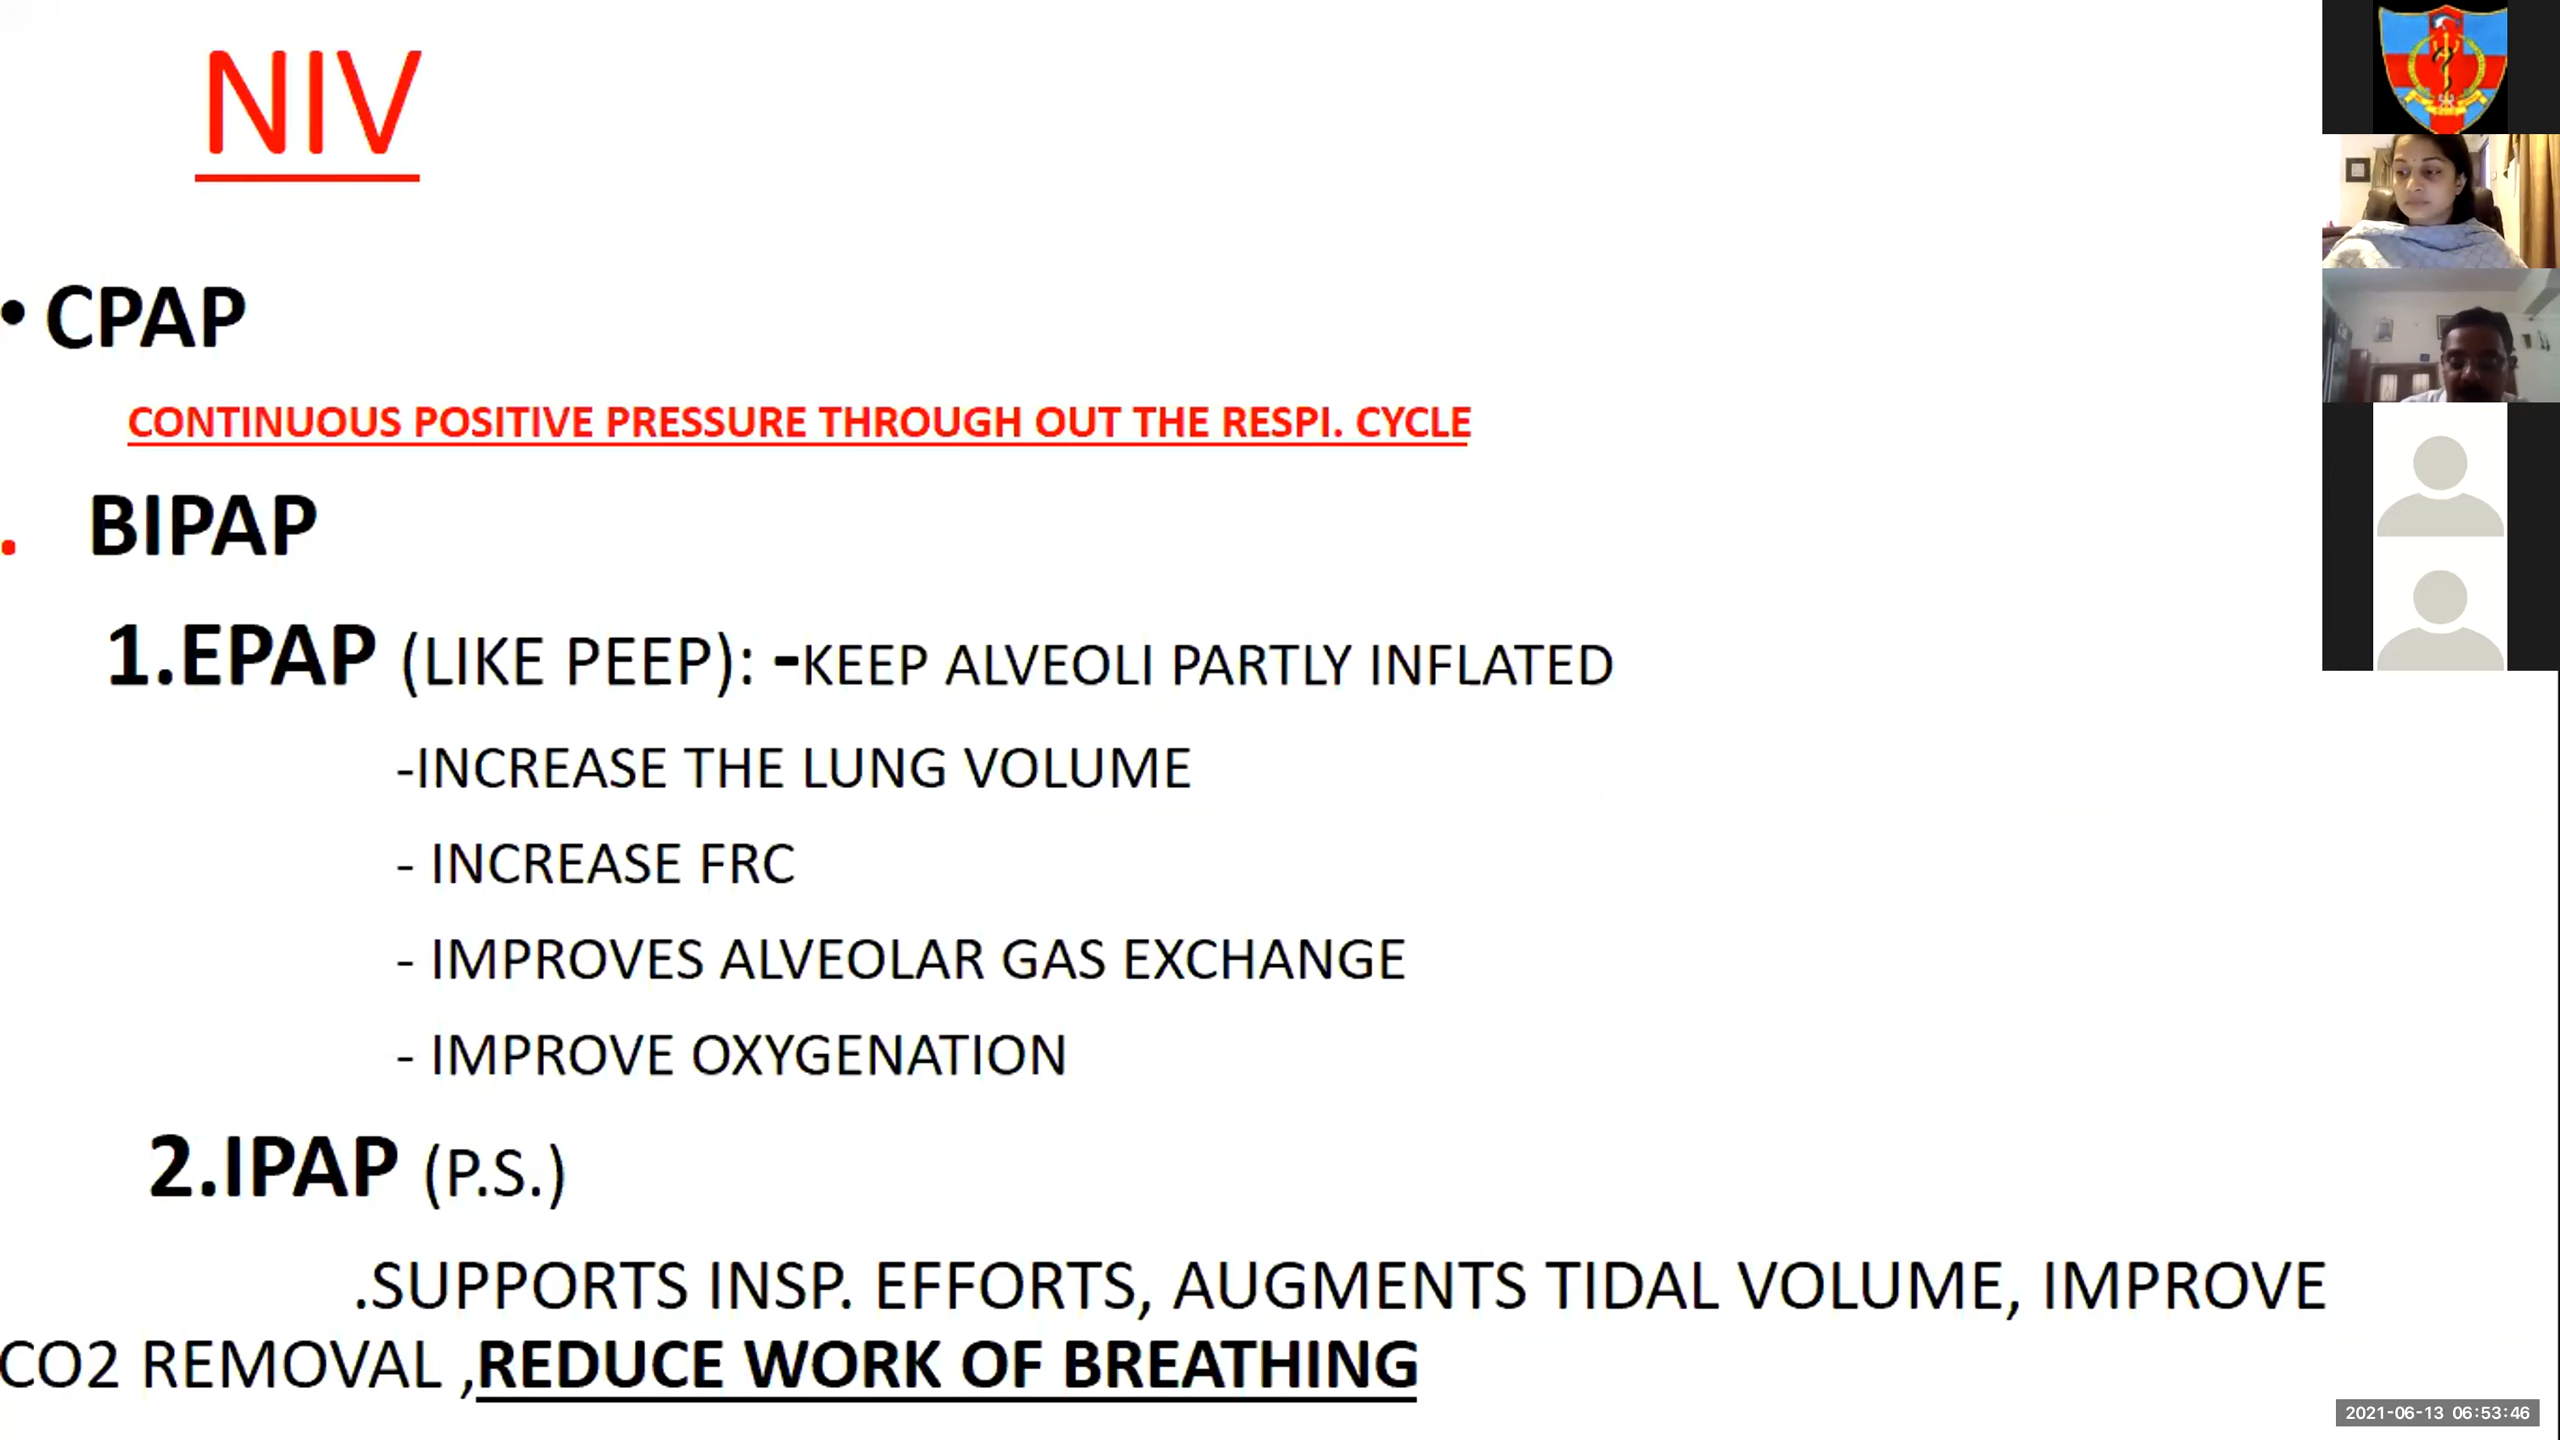 NIV
• CPAP
CONTINUOUS POSITIVE PRESSURE THROUGH OUT THE RESPI. CYCLE
. BIPAP
1.EPAP (LIKE PEEP): -KEEP ALVEOLI PARTLY INFLATED
-INCREASE THE LUNG VOLUME
- INCREASE FRC
- IMPROVES ALVEOLAR GAS EXCHANGE
- IMPROVE OXYGENATION
2.IPAP (P.S.)
.SUPPORTS INSP. EFFORTS, AUGMENTS TIDAL VOLUME, IMPROVE
CO2 REMOVAL ,REDUCE WORK OF BREATHING
2021-06-13 06:53:46